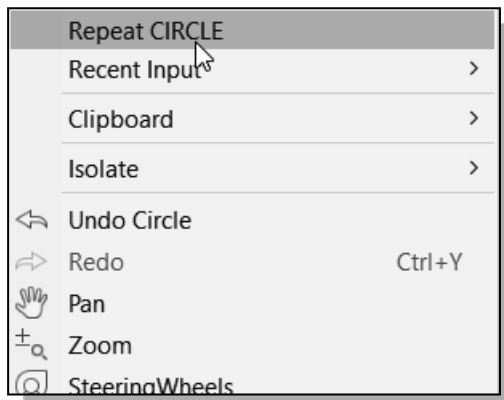 Repeat CIRCLE
Recent Input
Clipboard
Isolate
Undo Circle
Redo Ctrl+Y
Pan
Zoom
SteeringWheels